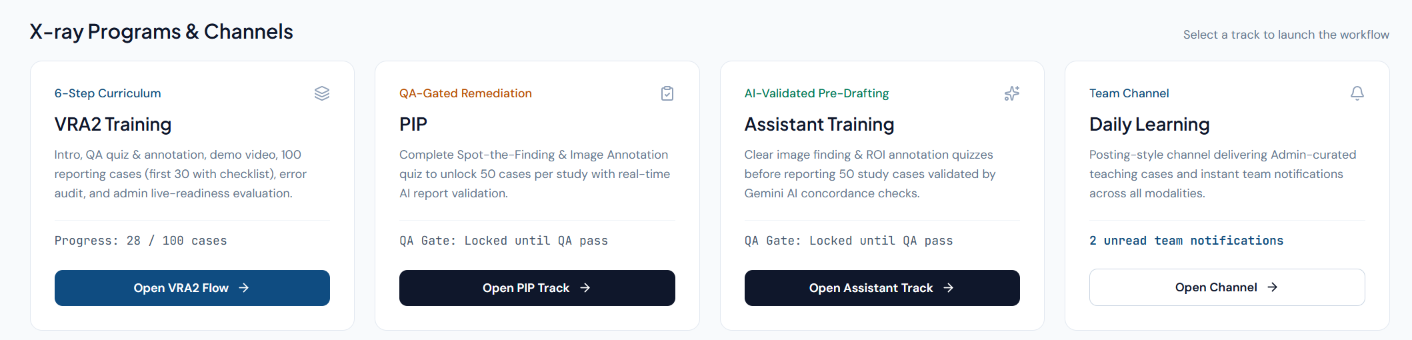 X-ray Programs & Channels
Select a track to launch the workflow
6-Step Curriculum
VRA2 Training
Intro, QA quiz & annotation, demo video, 100
reporting cases (first 30 with checklist), error
audit, and admin live-readiness evaluation.
Progress: 28 / 100 cases
Open VRA2 Flow →
QA-Gated Remediation
PIP
Complete Spot-the-Finding & Image Annotation
quiz to unlock 50 cases per study with real-time
AI report validation.
QA Gate: Locked until QA pass
Open PIP Track →
AI-Validated Pre-Drafting
Assistant Training
Clear image finding & ROI annotation quizzes
before reporting 50 study cases validated by
Gemini AI concordance checks.
QA Gate: Locked until QA pass
Open Assistant Track →
Team Channel
Daily Learning
Posting-style channel delivering Admin-curated
teaching cases and instant team notifications
across all modalities.
2 unread team notifications
Open Channel →